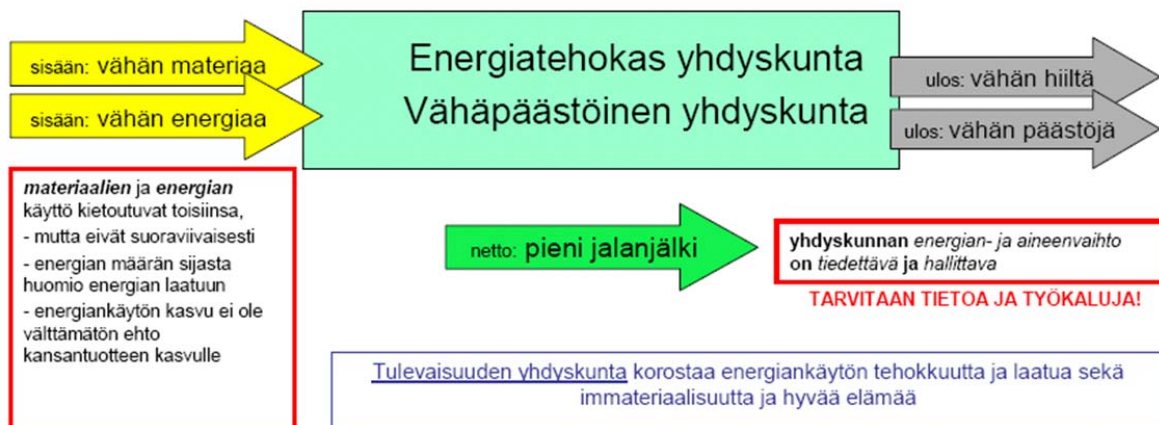 sisään: vähän materiaa
sisään: vähän energiaa
Energiatehokas yhdyskunta
Vähäpäästöinen yhdyskunta
ulos: vähän hiiltä
ulos: vähän päästöjä
materiaalien ja energian
käyttö kietoutuvat toisiinsa,
- mutta eivät suoraviivaisesti
- energian määrän sijasta
huomio energian laatuun
- energiankäytön kasvu ei ole
välttämätön ehto
kansantuotteen kasvulle
netto: pieni jalanjälki
yhdyskunnan energian- ja aineenvaihto
on tiedettävä ja hallittava
TARVITAAN TIETOA JA TYÖKALUJA!
Tulevaisuuden yhdyskunta korostaa energiankäytön tehokkuutta ja laatua sekä
immateriaalisuutta ja hyvää elämää